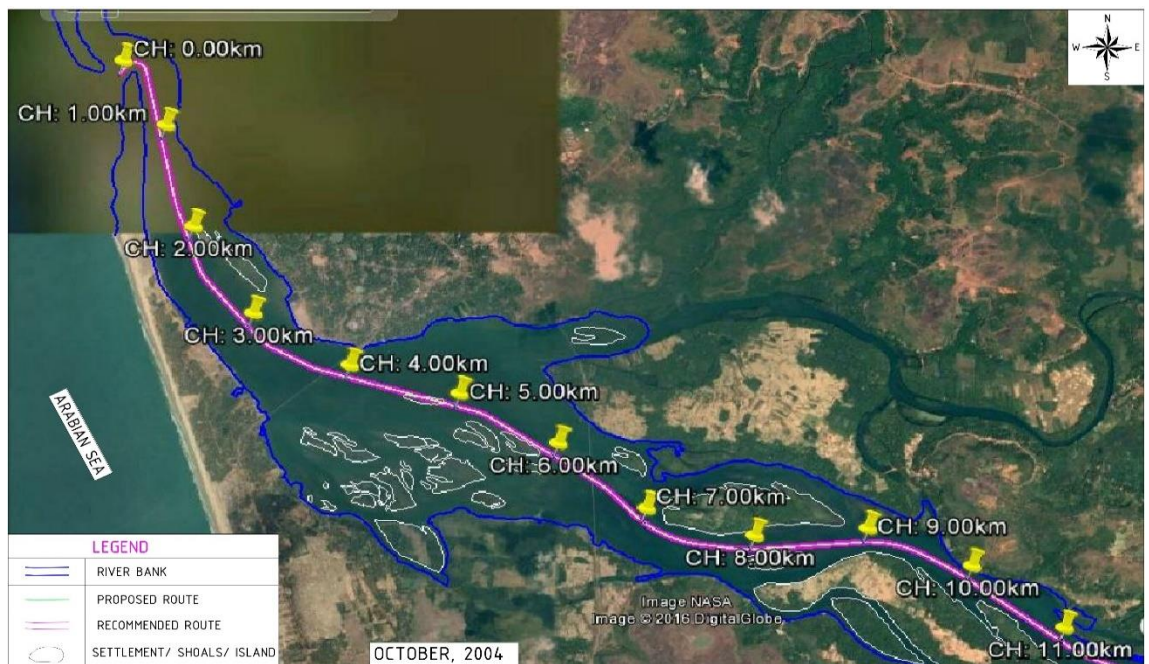 N
W E
S
CH: 0.00km
CH: 1.00km
CH: 2.00km
CH: 3.00km
CH: 4.00km
CH: 5.00km
CH: 6.00km
CH: 7.00km
CH: 8.00km
CH: 9.00km
CH: 10.00km
CH: 11.00km
ARABIAN SEA
Image NASA
Image © 2016 DigitalGlobe
LEGEND
RIVER BANK
PROPOSED ROUTE
RECOMMENDED ROUTE
SETTLEMENT/ SHOALS/ ISLAND
OCTOBER, 2004